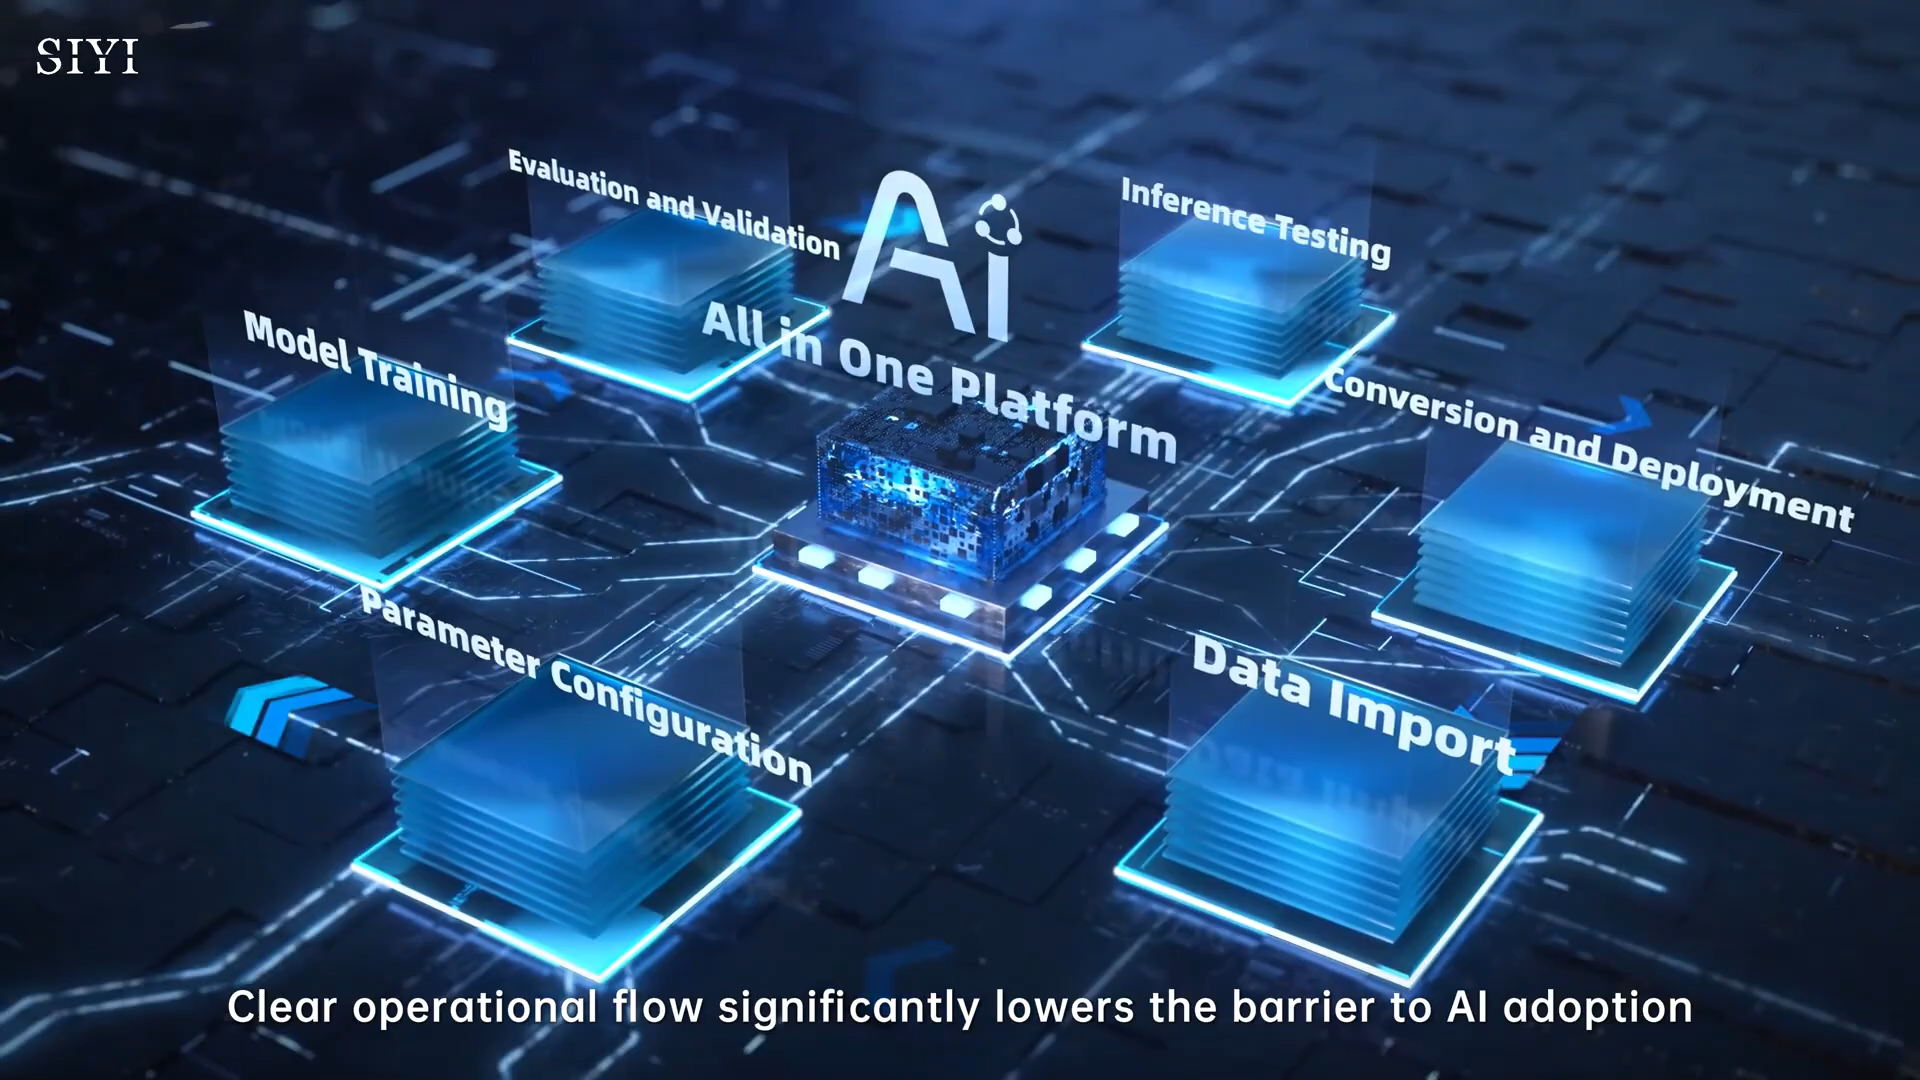 SIYI
Evaluation and Validation
Ai
Inference Testing
Model Training
All in One Platform
Conversion and Deployment
Parameter Configuration
Data Import
Clear operational flow significantly lowers the barrier to AI adoption